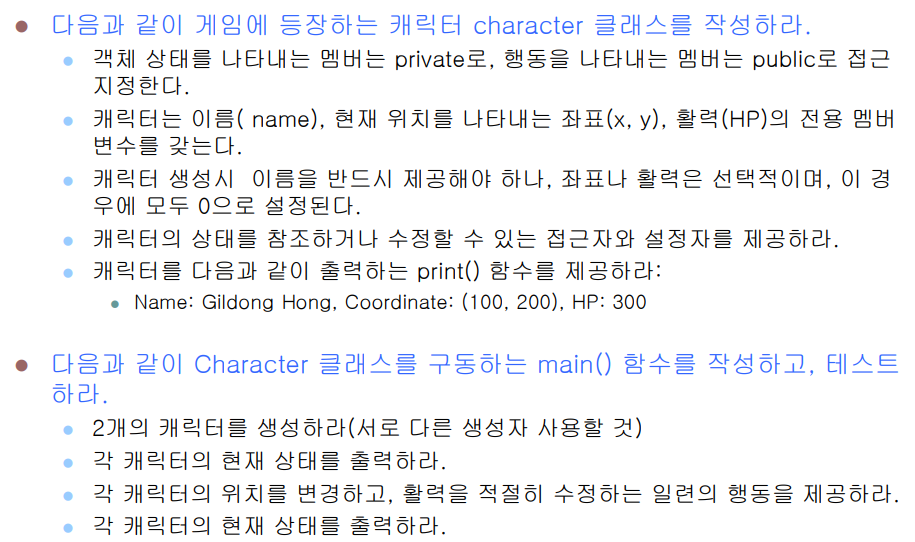 다음과 같이 게임에 등장하는 캐릭터 character 클래스를 작성하라.
객체 상태를 나타내는 멤버는 private로, 행동을 나타내는 멤버는 public로 접근
지정한다.
캐릭터는 이름( name), 현재 위치를 나타내는 좌표(x, y), 활력(HP)의 전용 멤버
변수를 갖는다.
캐릭터 생성시 이름을 반드시 제공해야 하나, 좌표나 활력은 선택적이며, 이 경
우에 모두 0으로 설정된다.
캐릭터의 상태를 참조하거나 수정할 수 있는 접근자와 설정자를 제공하라.
캐릭터를 다음과 같이 출력하는 print() 함수를 제공하라:
Name: Gildong Hong, Coordinate: (100, 200), HP: 300
다음과 같이 Character 클래스를 구동하는 main() 함수를 작성하고, 테스트
하라.
2개의 캐릭터를 생성하라(서로 다른 생성자 사용할 것)
각 캐릭터의 현재 상태를 출력하라.
각 캐릭터의 위치를 변경하고, 활력을 적절히 수정하는 일련의 행동을 제공하라.
각 캐릭터의 현재 상태를 출력하라.